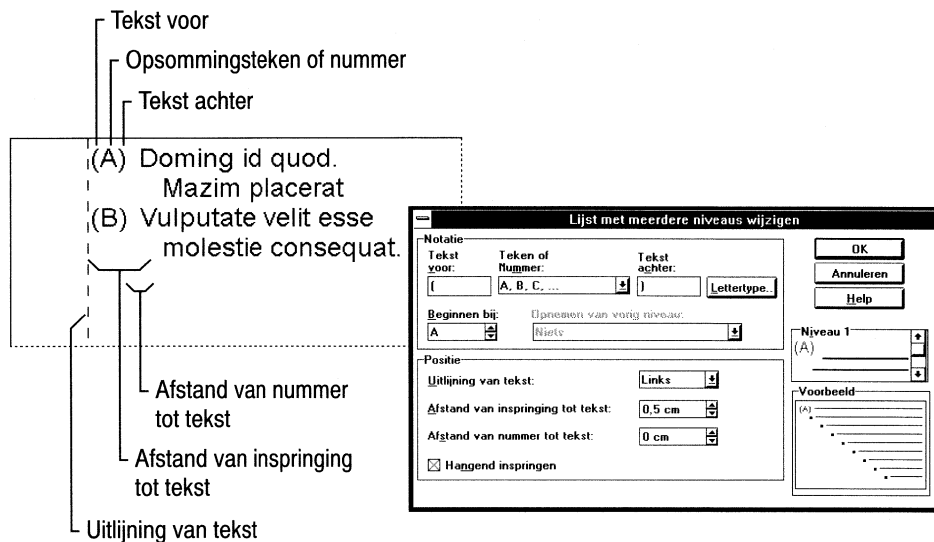 Tekst voor
Opsommingsteken of nummer
Tekst achter
(A) Doming id quod.
Mazim placerat
(B) Vulputate velit esse
molestie consequat.
Afstand van nummer
tot tekst
Afstand van inspringing
tot tekst
Uitlijning van tekst
Lijst met meerdere niveaus wijzigen
Notatie
Tekst voor:
Teken of Nummer:
Tekst achter:
(
A, B, C, ...
)
Lettertype..
Beginnen bij:
Opnemen van vorig niveau:
A
Niets
Positie
Uitlijning van tekst:
Links
Afstand van inspringing tot tekst:
0,5 cm
Afstand van nummer tot tekst:
0 cm
Hangend inspringen
OK
Annuleren
Help
Niveau 1
(A)
Voorbeeld
(A)